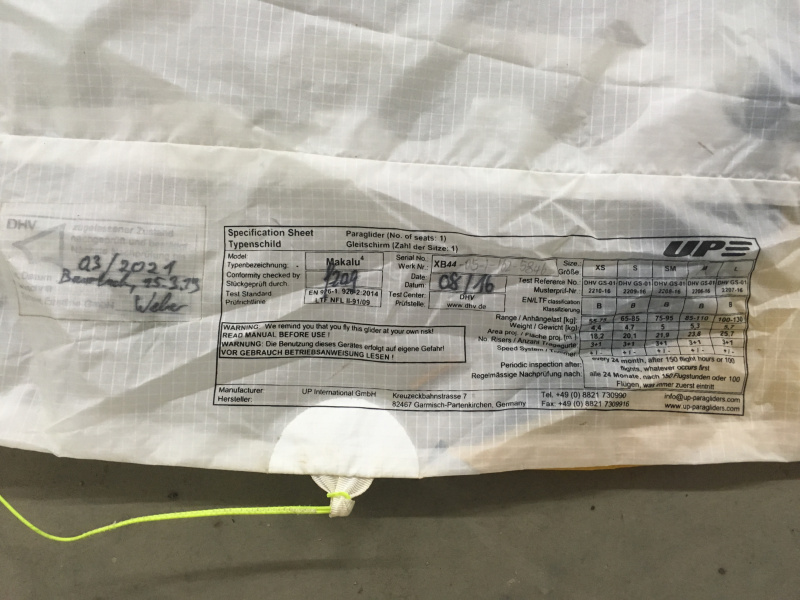 DHV
03/2021
25.3.19
Weber
Specification Sheet Paraglider (No. of seats: 1)
Typenschild Gleitschirm (Zahl der Sitze: 1)
UP
Model
Typenbezeichnung: - Makalu4
Conformity checked by
Stückgeprüft durch
Test Standard
Prüfrichtlinie
EN 926-1 926-2:2014
LTF NFL II-91/09
Serial No.
Werk Nr. XB44 -
Date:
Datum 08/16
Test Center:
Prüfstelle:
DHV
www.dhv.de
Size:
Größe XS S SM M L
Test Reference No.
Musterprüf-Nr
DHV GS-01 DHV GS-01 DHV GS-01 DHV GS-01 DHV GS-01
2210-16 2209-16 2208-16
EN/LTF classification
Klassifizierung B B B B B
Range / Anhängelast [kg] 65-85 75-95 85-110 100-130
Weight / Gewicht [kg] 4.4 4.7 5 5.3 5.7
Area proj. / Fläche proj. [m²] 20.1 21.9 23.8
No. Risers / Anzahl Tragegurte 3+1 3+1 3+1 3+1 3+1
Speed System / Trimmer +/- +/- +/- +/- +/-
WARNING: We remind you that you fly this glider at your own risk!
READ MANUAL BEFORE USE !
WARNUNG: Die Benutzung dieses Gerätes erfolgt auf eigene Gefahr!
VOR GEBRAUCH BETRIEBSANWEISUNG LESEN !
Periodic inspection after: every 24 month, after 150 flight hours or 100
flights, whatever occurs first
Regelmässige Nachprüfung nach: alle 24 Monate, nach 150 Flugstunden oder 100
Flügen, was immer zuerst eintritt
Manufacturer
Hersteller:
UP International GmbH
Kreuzeckbahnstrasse 7
82467 Garmisch-Partenkirchen, Germany
Tel. +49 (0) 8821 730990
Fax: +49 (0) 8821 7309916
info@up-paragliders.com
www.up-paragliders.com